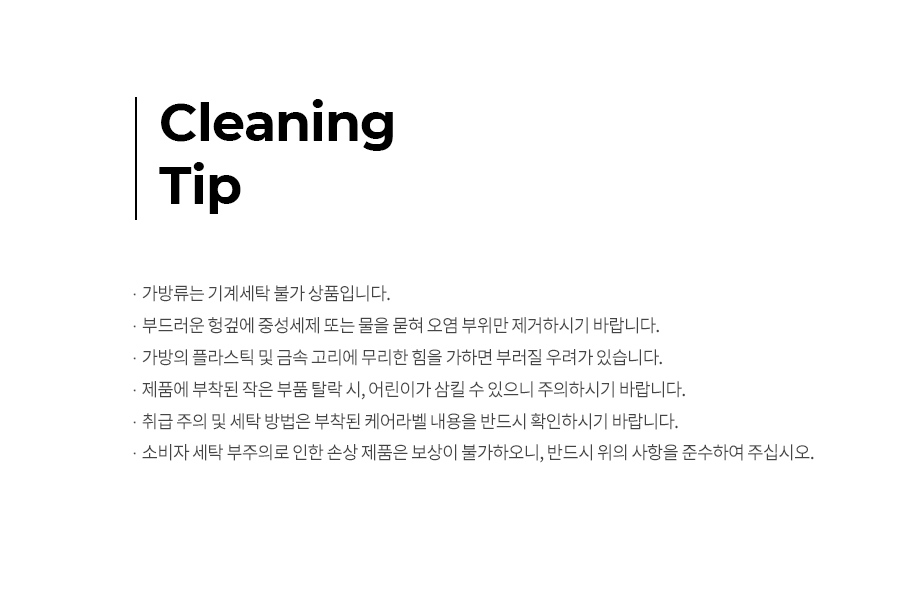 Cleaning
Tip
· 가방류는 기계세탁 불가 상품입니다.
· 부드러운 헝겊에 중성세제 또는 물을 묻혀 오염 부위만 제거하시기 바랍니다.
· 가방의 플라스틱 및 금속 고리에 무리한 힘을 가하면 부러질 우려가 있습니다.
· 제품에 부착된 작은 부품 탈락 시, 어린이가 삼킬 수 있으니 주의하시기 바랍니다.
· 취급 주의 및 세탁 방법은 부착된 케어라벨 내용을 반드시 확인하시기 바랍니다.
· 소비자 세탁 부주의로 인한 손상 제품은 보상이 불가하오니, 반드시 위의 사항을 준수하여 주십시오.